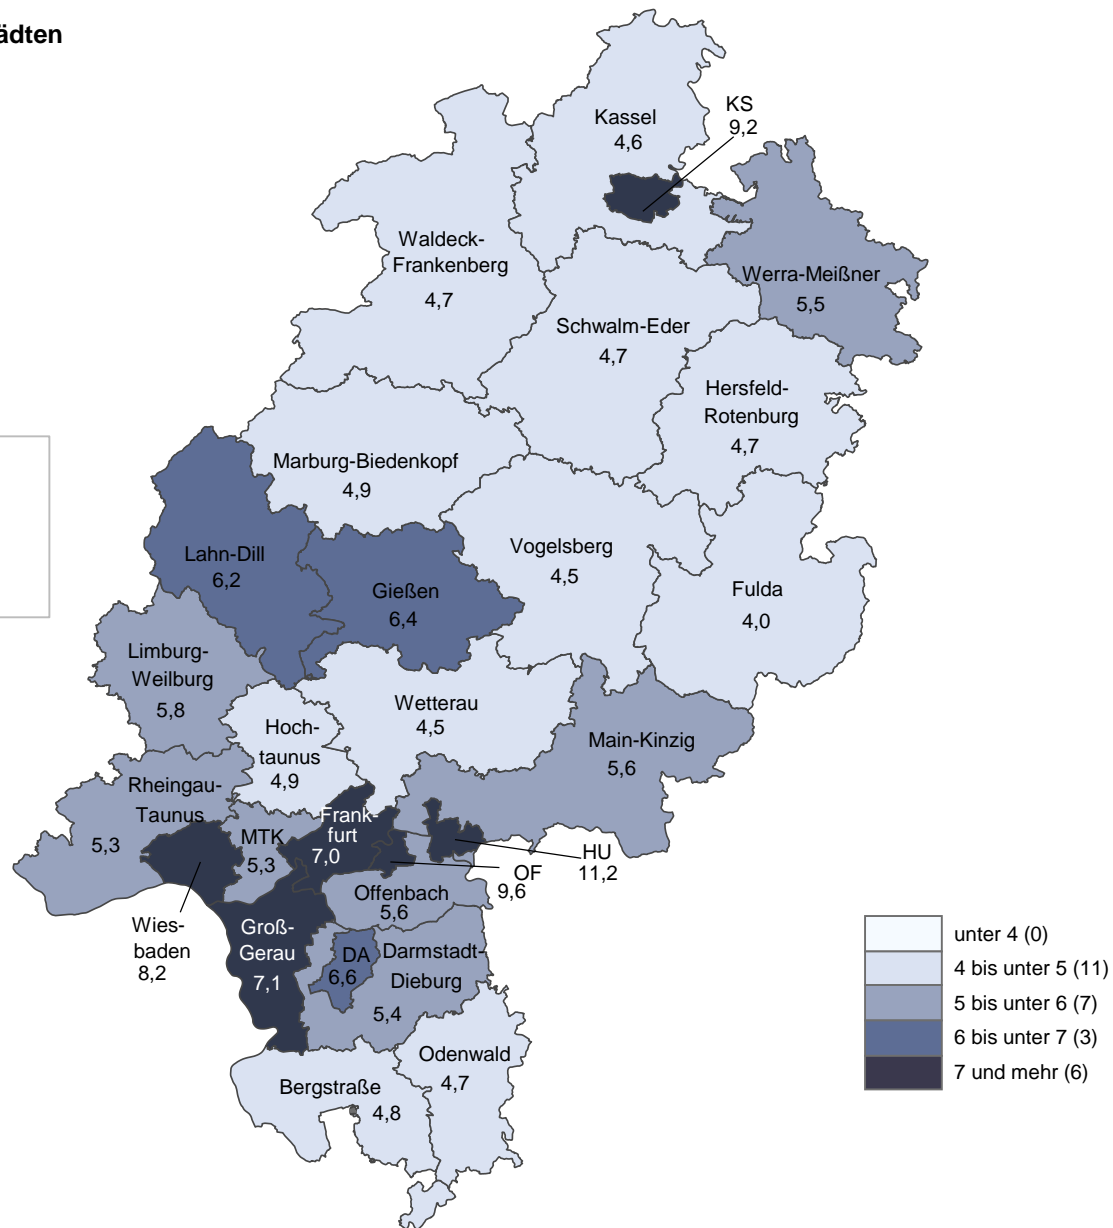 ädten
KS
9,2
Kassel
4,6
Waldeck-
Frankenberg
4,7
Werra-Meißner
5,5
Schwalm-Eder
4,7
Hersfeld-
Rotenburg
4,7
Marburg-Biedenkopf
4,9
Lahn-Dill
6,2
Gießen
6,4
Vogelsberg
4,5
Fulda
4,0
Limburg-
Weilburg
5,8
Wetterau
4,5
Hoch-
taunus
4,9
Main-Kinzig
5,6
Rheingau-
Taunus
5,3
MTK
5,3
Frank-
furt
7,0
HU
11,2
OF
9,6
Offenbach
5,6
Wies-
baden
8,2
Groß-
Gerau
7,1
DA
6,6
Darmstadt-
Dieburg
5,4
Odenwald
4,7
Bergstraße
4,8
unter 4 (0)
4 bis unter 5 (11)
5 bis unter 6 (7)
6 bis unter 7 (3)
7 und mehr (6)